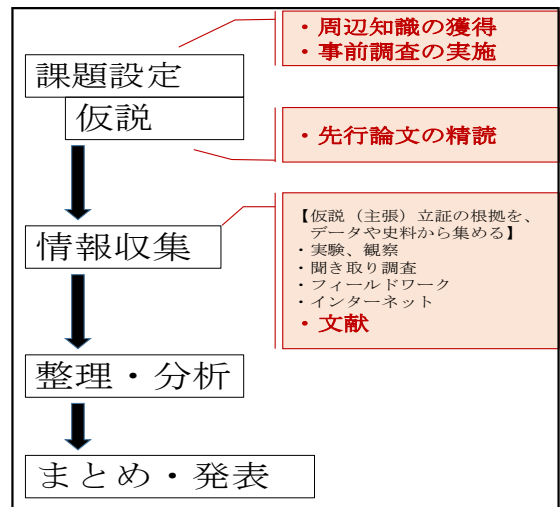 ・周辺知識の獲得
・事前調査の実施
課題設定
仮説
・先行論文の精読
情報収集
【仮説（主張）立証の根拠を、
データや史料から集める】
・実験、観察
・聞き取り調査
・フィールドワーク
・インターネット
・文献
整理・分析
まとめ・発表